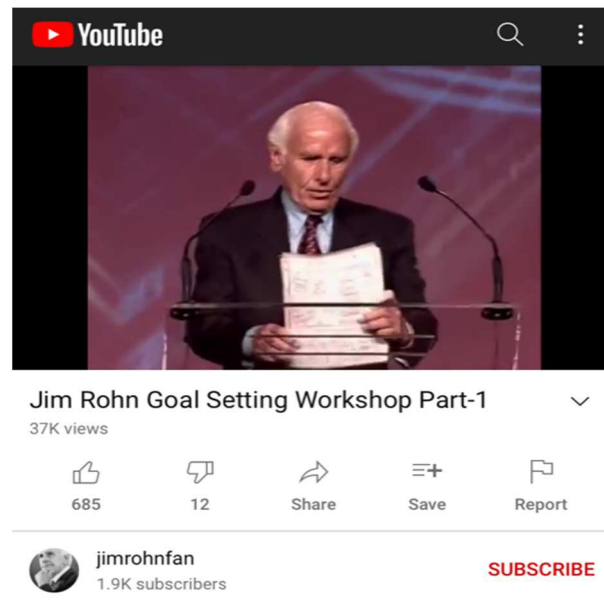 YouTube
Jim Rohn Goal Setting Workshop Part-1
37K views
685
12
Share
Save
Report
jimrohnfan
1.9K subscribers
SUBSCRIBE